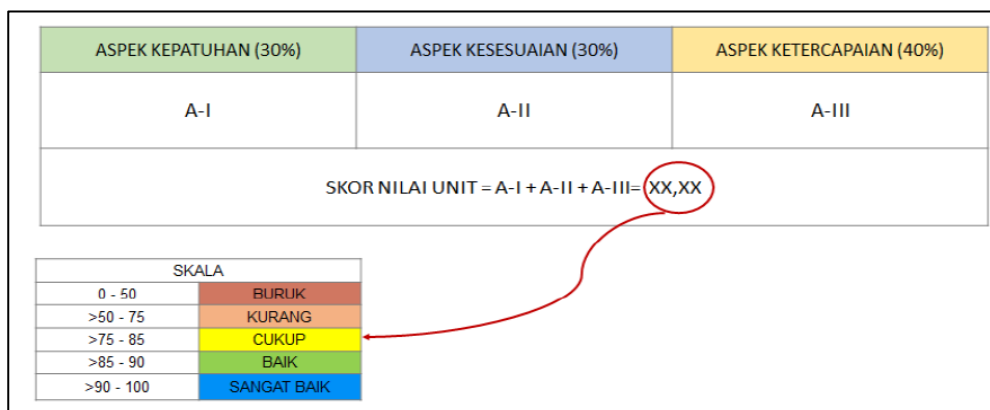 ASPEK KEPATUHAN (30%) ASPEK KESESUAIAN (30%) ASPEK KETERCAPAIAN (40%)
A-I A-II A-III
SKOR NILAI UNIT = A-I + A-II + A-III= XX,XX
SKALA
0 - 50 BURUK
>50 - 75 KURANG
>75 - 85 CUKUP
>85 - 90 BAIK
>90 - 100 SANGAT BAIK